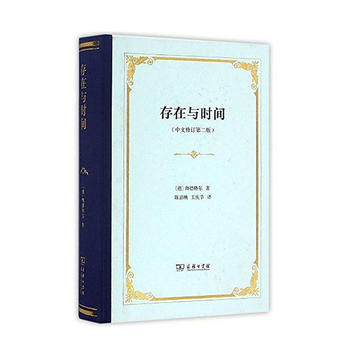 存在与时间
存在与时间
(中文修订第二版)
[德] 海德格尔 著
陈嘉映 王庆节 译
商务印书馆